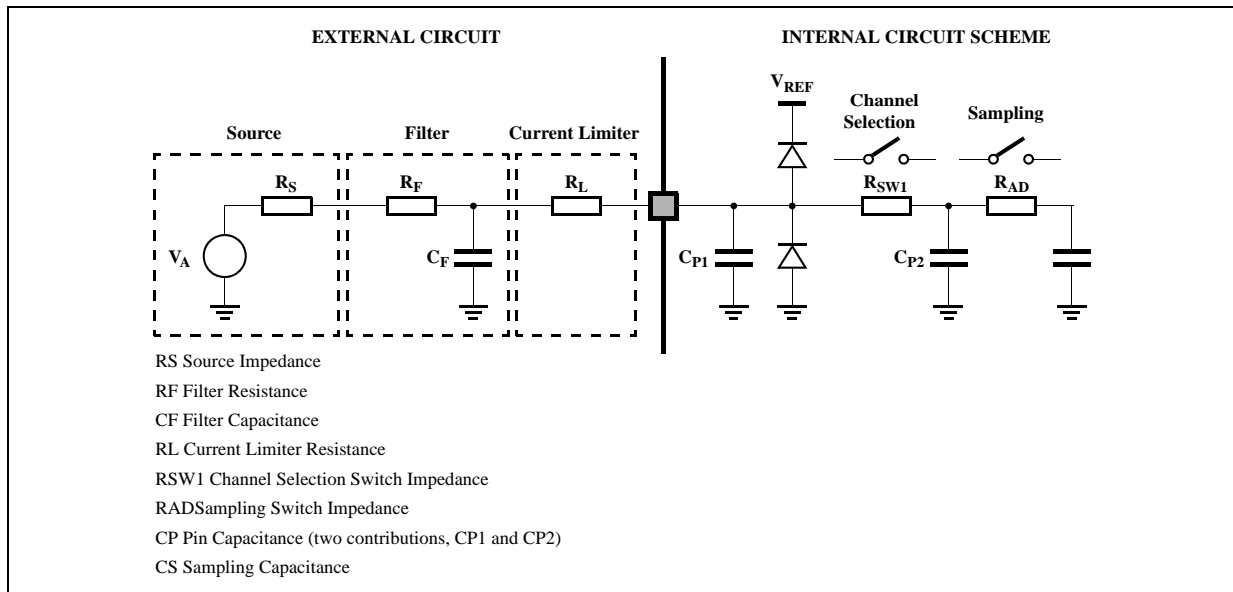 EXTERNAL CIRCUIT
INTERNAL CIRCUIT SCHEME
VREF
Channel
Selection
Sampling
Source
Filter
Current Limiter
RS
RF
RL
RSW1
RAD
VA
CF
CP1
CP2
RS Source Impedance
RF Filter Resistance
CF Filter Capacitance
RL Current Limiter Resistance
RSW1 Channel Selection Switch Impedance
RADSampling Switch Impedance
CP Pin Capacitance (two contributions, CP1 and CP2)
CS Sampling Capacitance